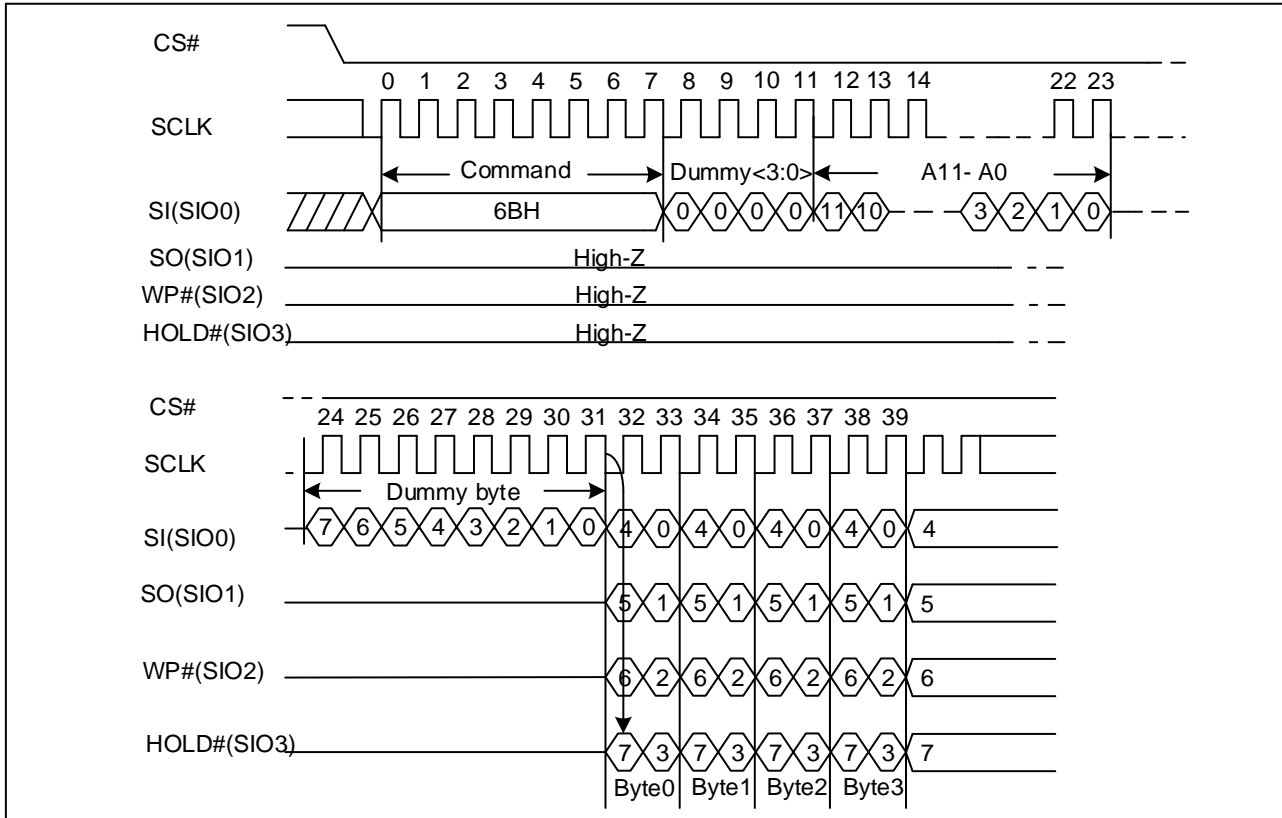 CS#
0 1 2 3 4 5 6 7 8 9 10 11 12 13 14 22 23
SCLK
Command Dummy<3:0> A11- A0
SI(SIO0) 6BH 0 0 0 0 11 10 3 2 1 0
SO(SIO1) High-Z
WP#(SIO2) High-Z
HOLD#(SIO3) High-Z
CS#
24 25 26 27 28 29 30 31 32 33 34 35 36 37 38 39
SCLK
Dummy byte
SI(SIO0) 7 6 5 4 3 2 1 0 4 0 4 0 4 0 4 0 4
SO(SIO1) 5 1 5 1 5 1 5 1 5
WP#(SIO2) 6 2 6 2 6 2 6 2 6
HOLD#(SIO3) 7 3 7 3 7 3 7 3 7
Byte0 Byte1 Byte2 Byte3